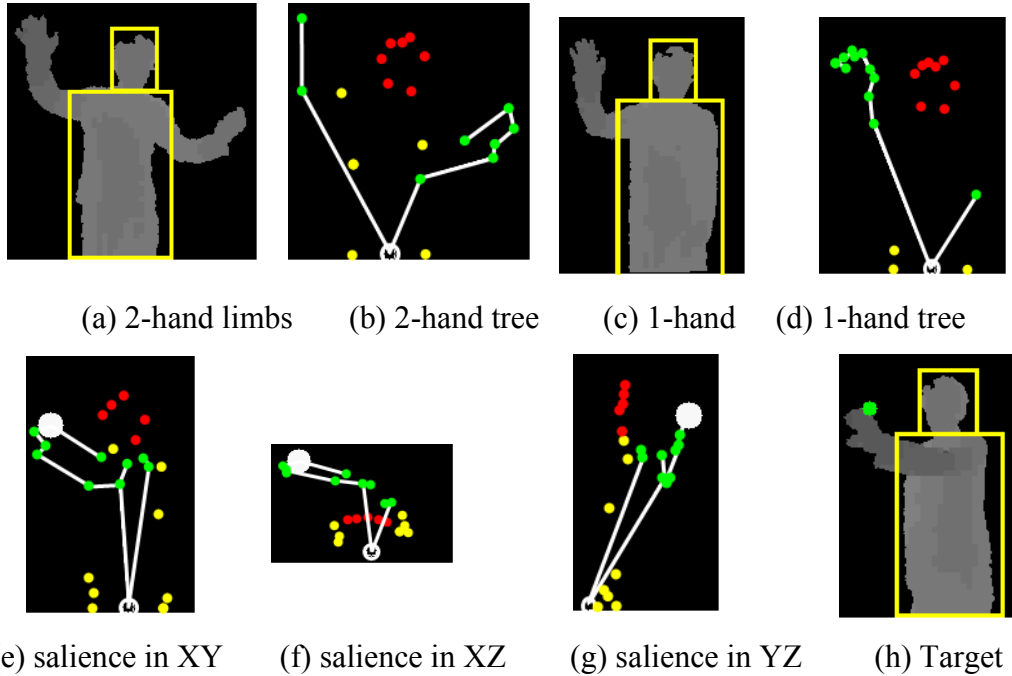 (a) 2-hand limbs (b) 2-hand tree (c) 1-hand (d) 1-hand tree
e) salience in XY (f) salience in XZ (g) salience in YZ (h) Target